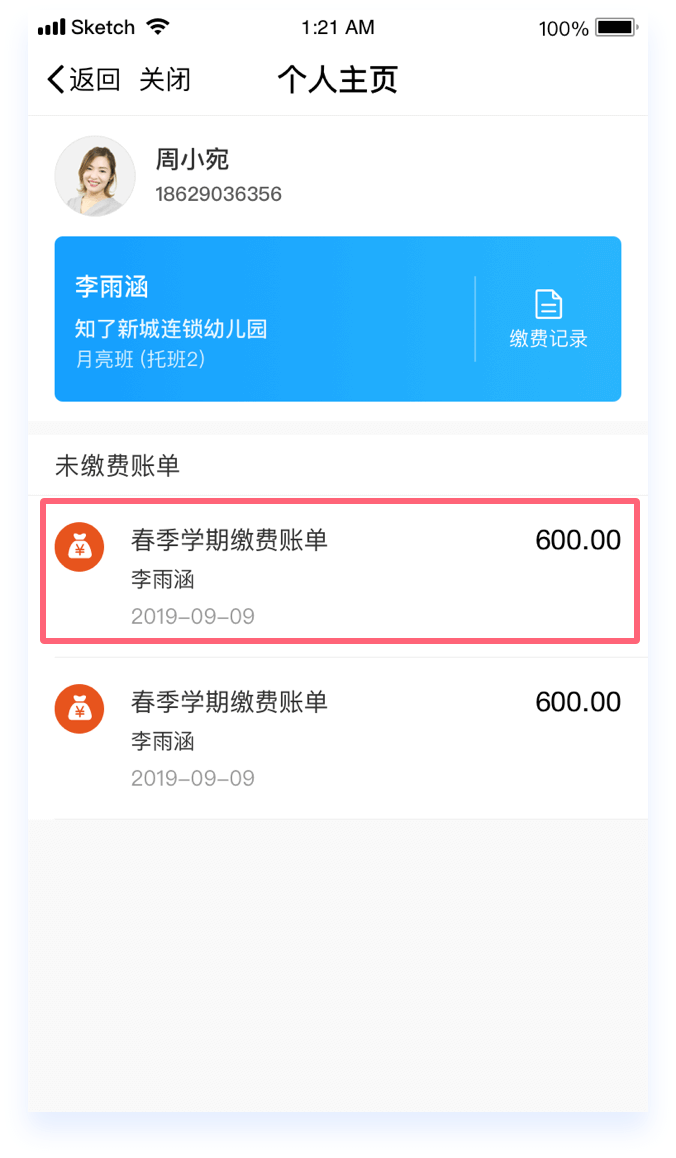 Sketch 1:21 AM 100%
返回 关闭 个人主页
周小宛
18629036356
李雨涵
知了新城连锁幼儿园
月亮班 (托班2)
缴费记录
未缴费账单
春季学期缴费账单 600.00
李雨涵
2019-09-09
春季学期缴费账单 600.00
李雨涵
2019-09-09